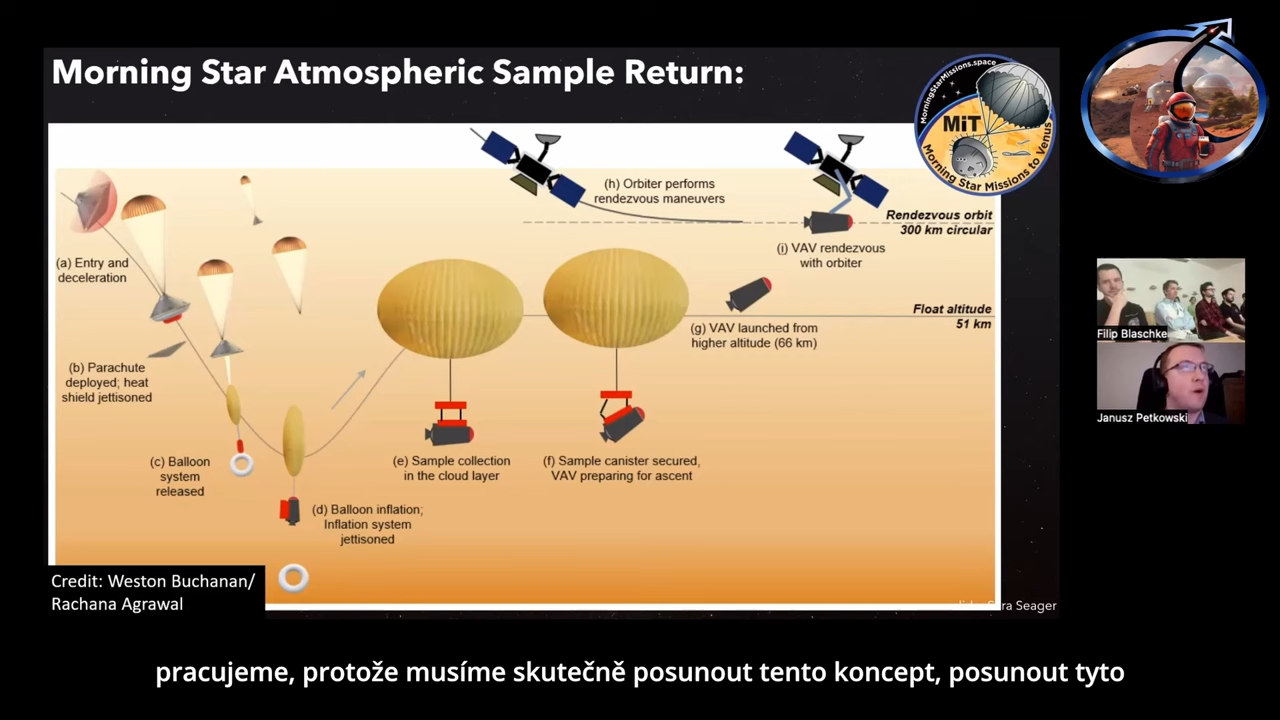 Morning Star Atmospheric Sample Return:
MorningStarMissions.space
MiT
Morning Star Missions to Venus
(a) Entry and
deceleration
(b) Parachute
deployed; heat
shield jettisoned
(c) Balloon
system
released
(d) Balloon inflation;
Inflation system
jettisoned
(e) Sample collection
in the cloud layer
(f) Sample canister secured,
VAV preparing for ascent
(g) VAV launched from
higher altitude (66 km)
(h) Orbiter performs
rendezvous maneuvers
(i) VAV rendezvous
with orbiter
Rendezvous orbit
300 km circular
Float altitude
51 km
Credit: Weston Buchanan/
Rachana Agrawal
Seager
Filip Blaschke
Janusz Petkowski
pracujeme, protože musíme skutečně posunout tento koncept, posunout tyto